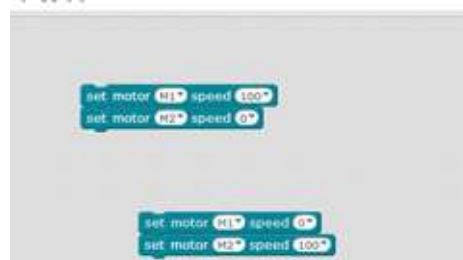 set motor M1 speed 100
set motor M2 speed 0
set motor M1 speed 0
set motor M2 speed 100